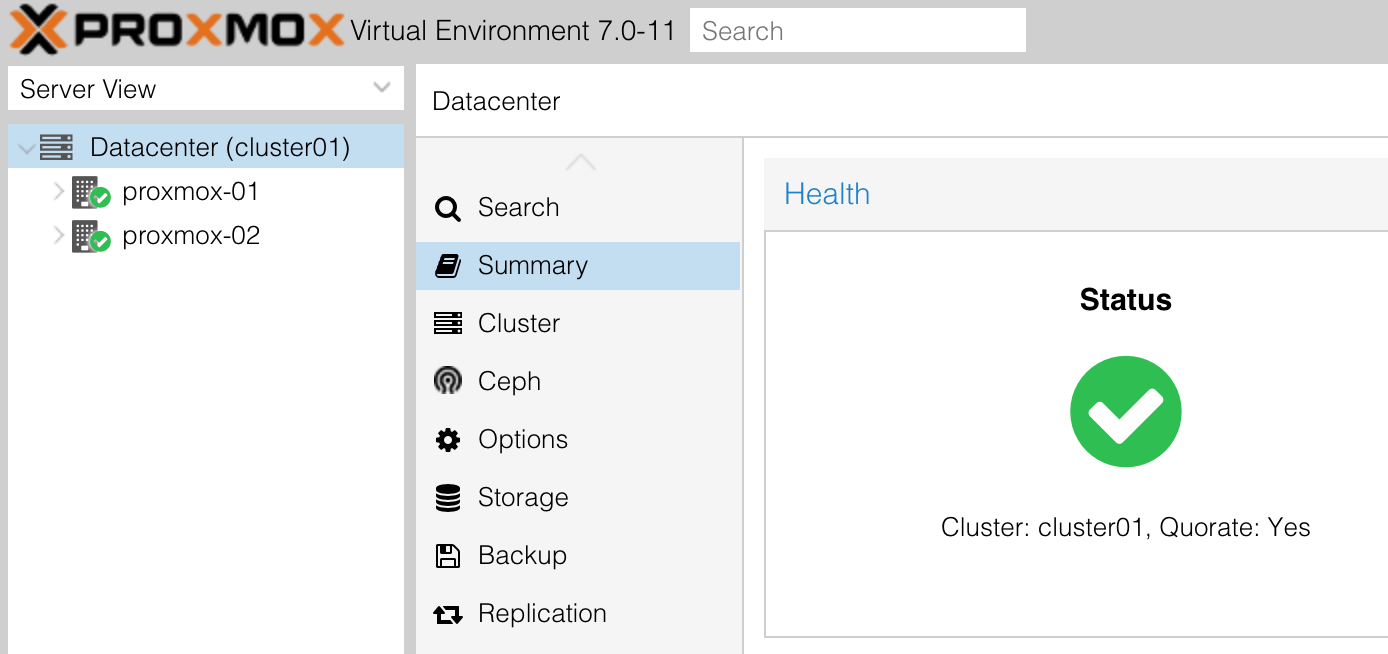 PROXMOX Virtual Environment 7.0-11 Search
Server View
Datacenter (cluster01)
proxmox-01
proxmox-02
Datacenter
Search
Summary
Cluster
Ceph
Options
Storage
Backup
Replication
Health
Status
Cluster: cluster01, Quorate: Yes